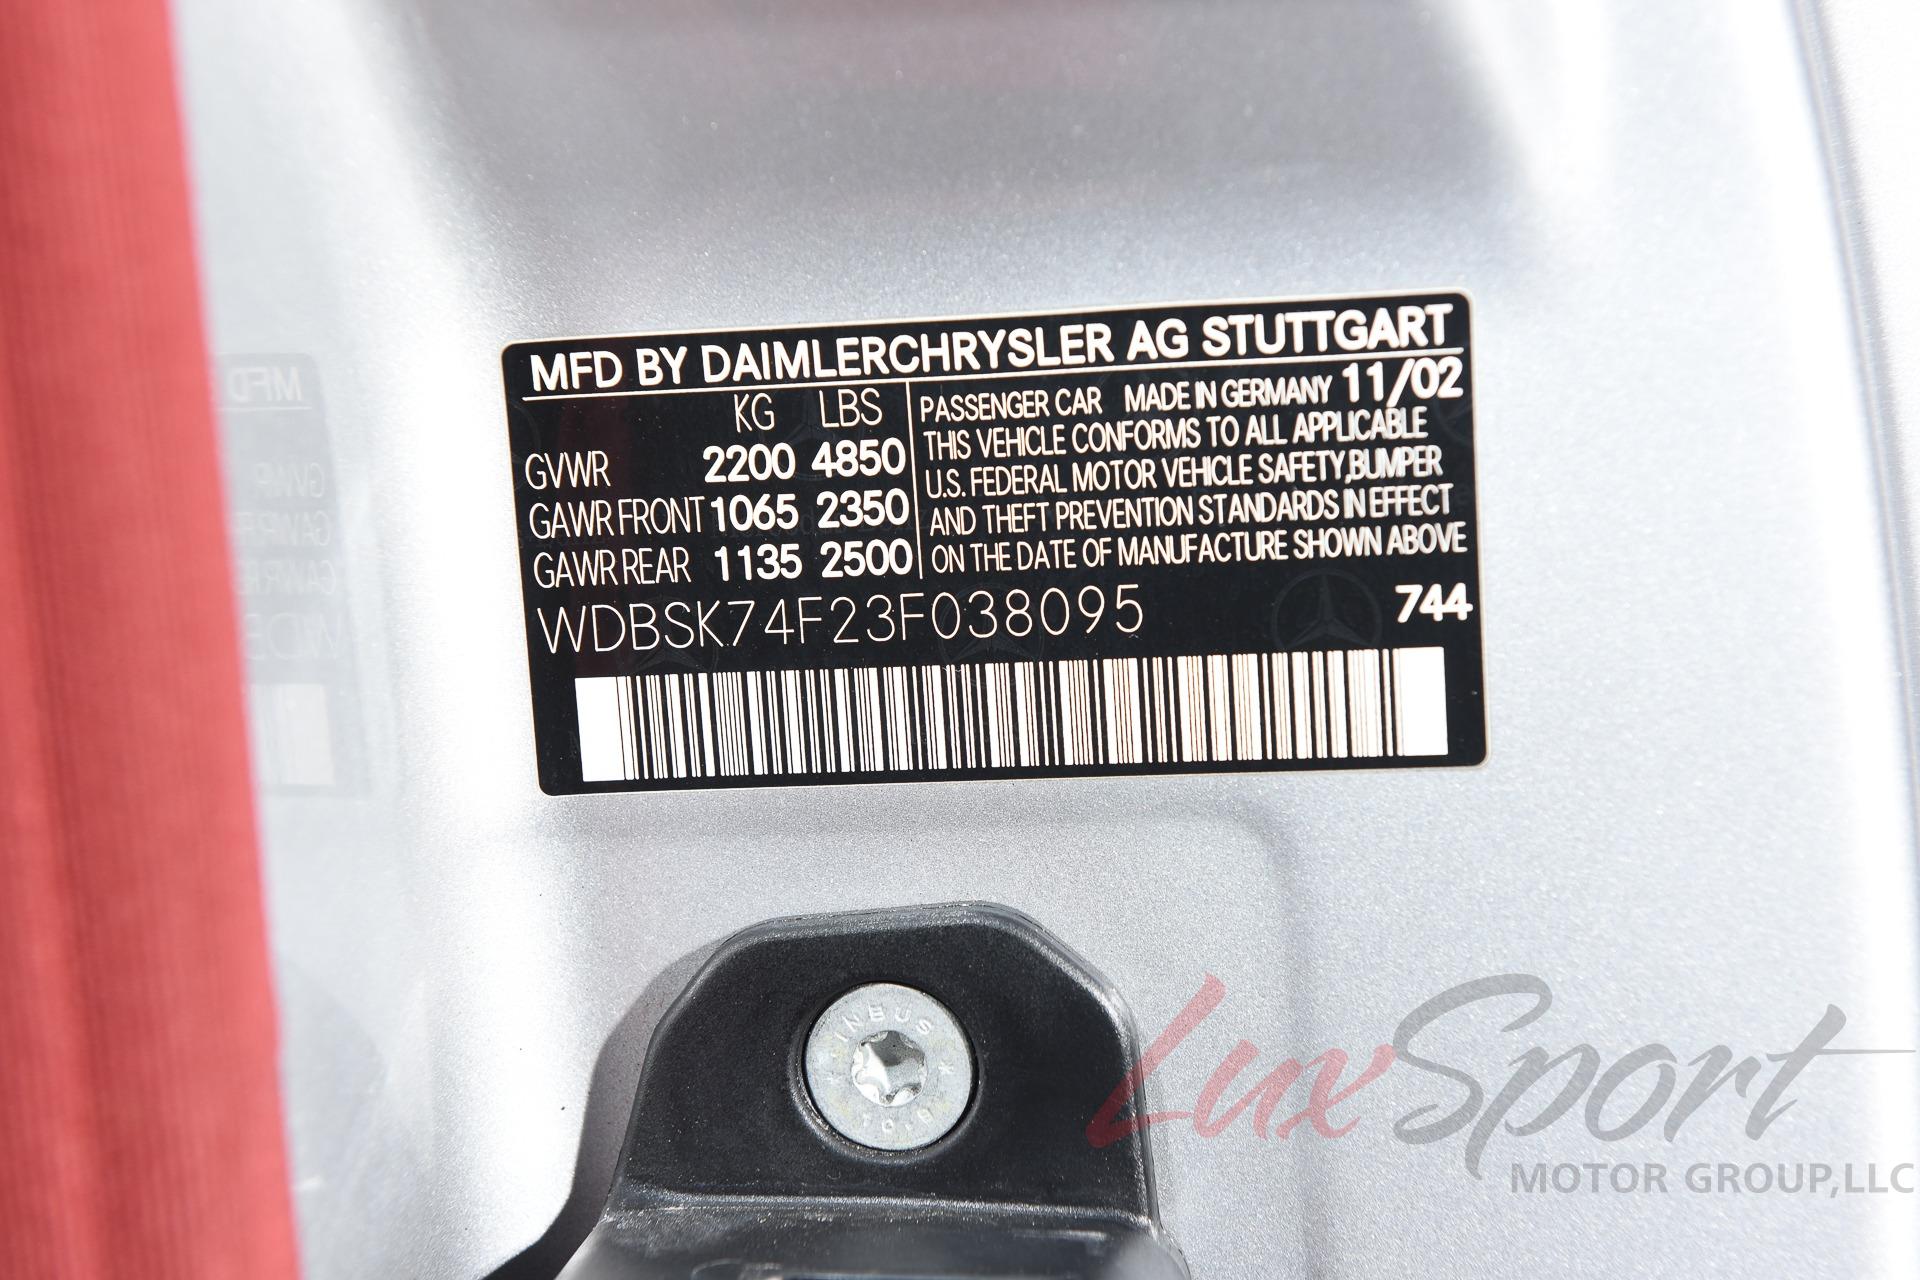 MFD BY DAIMLERCHRYSLER AG STUTTGART
KG LBS
GVWR 2200 4850
GAWR FRONT 1065 2350
GAWR REAR 1135 2500
PASSENGER CAR MADE IN GERMANY 11/02
THIS VEHICLE CONFORMS TO ALL APPLICABLE
U.S. FEDERAL MOTOR VEHICLE SAFETY,BUMPER
AND THEFT PREVENTION STANDARDS IN EFFECT
ON THE DATE OF MANUFACTURE SHOWN ABOVE
WDBSK74F23F038095 744
INBUS
LuxSport
MOTOR GROUP,LLC